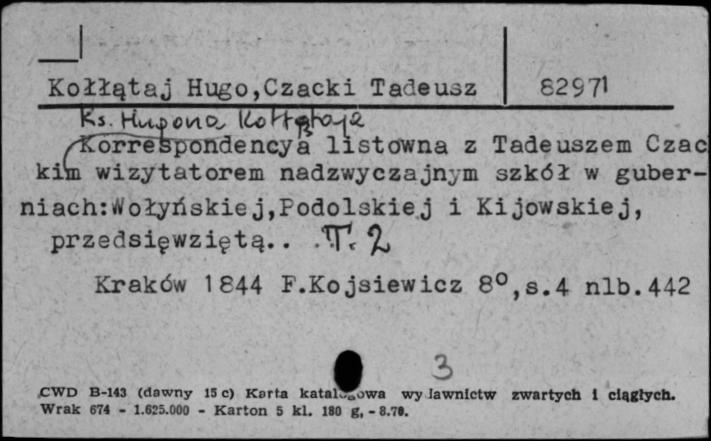 Kołłątaj Hugo,Czacki Tadeusz 82971
Ks. Hugona Kołłątaja
Korrespondencya listowna z Tadeuszem Czac
kim wizytatorem nadzwyczajnym szkół w guber-
niach:Wołyńskiej,Podolskiej i Kijowskiej,
przedsięwziętą.. .T. 2
Kraków 1844 F.Kojsiewicz 8°,s.4 nlb.442
3
CWD B-143 (dawny 15 c) Karta katalogowa wydawnictw zwartych i ciągłych.
Wrak 674 - 1.625.000 - Karton 5 kl. 180 g, - 8.70.